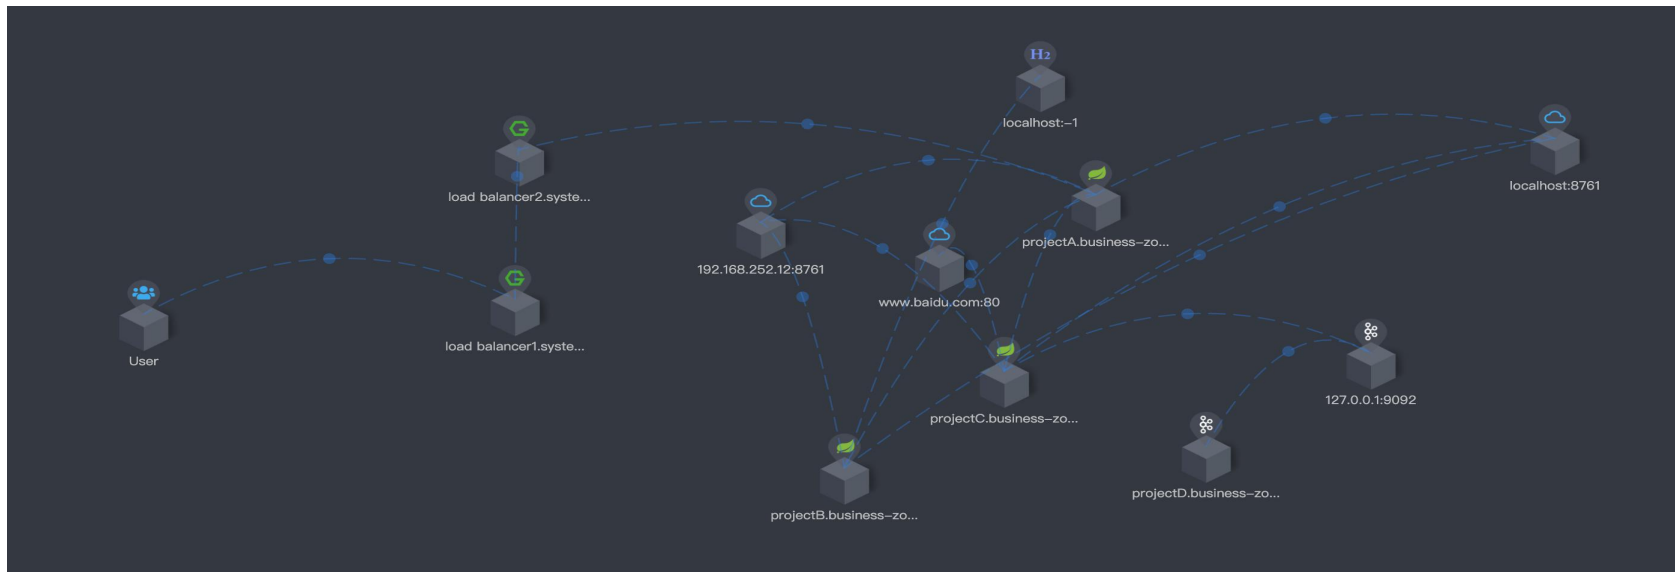 H2
localhost:-1
load balancer2.syste...
localhost:8761
projectA.business-zo...
192.168.252.12:8761
www.baidu.com:80
User
load balancer1.syste...
projectC.business-zo...
127.0.0.1:9092
projectD.business-zo...
projectB.business-zo...